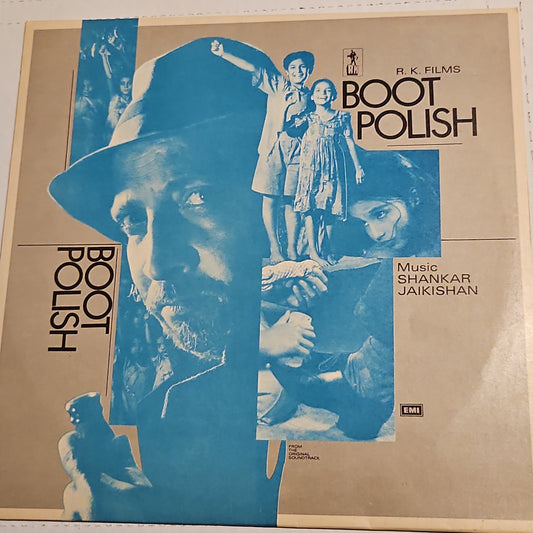 R. K. FILMS
BOOT
POLISH
BOOT
POLISH
Music
SHANKAR
JAIKISHAN
EMI
FROM
THE
ORIGINAL
SOUNDTRACK